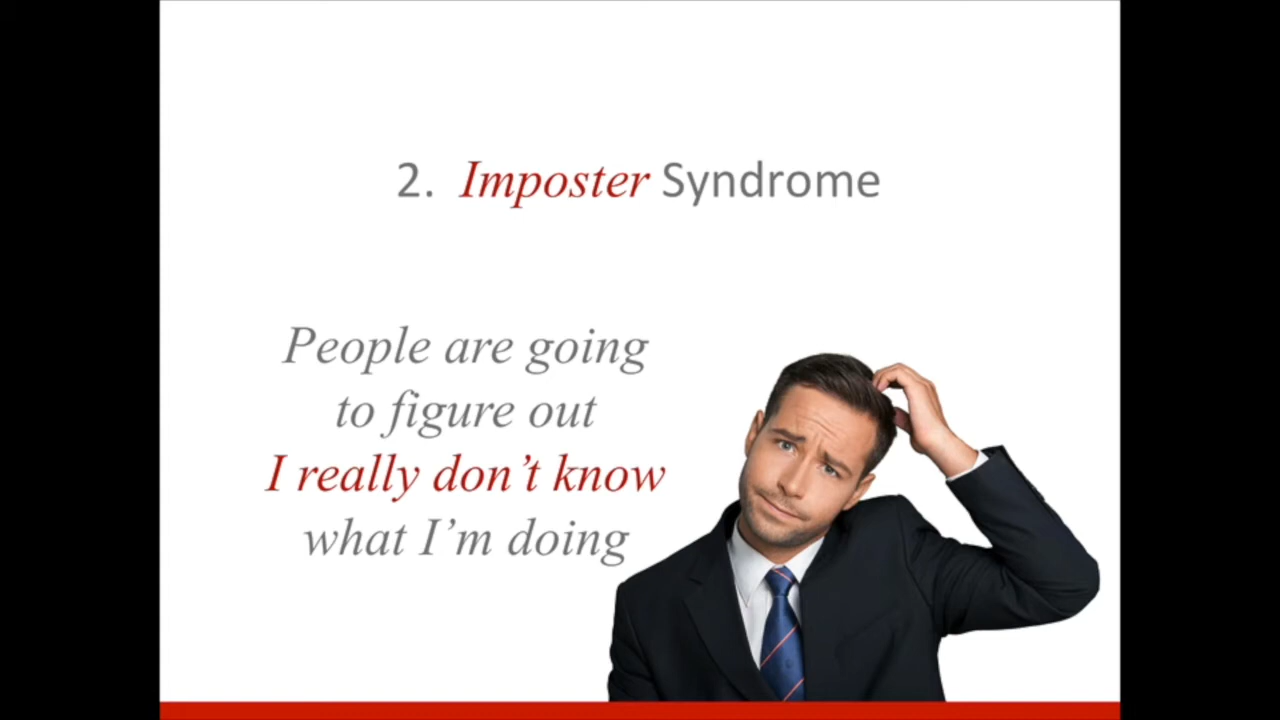 2. Imposter Syndrome
People are going
to figure out
I really don't know
what I'm doing